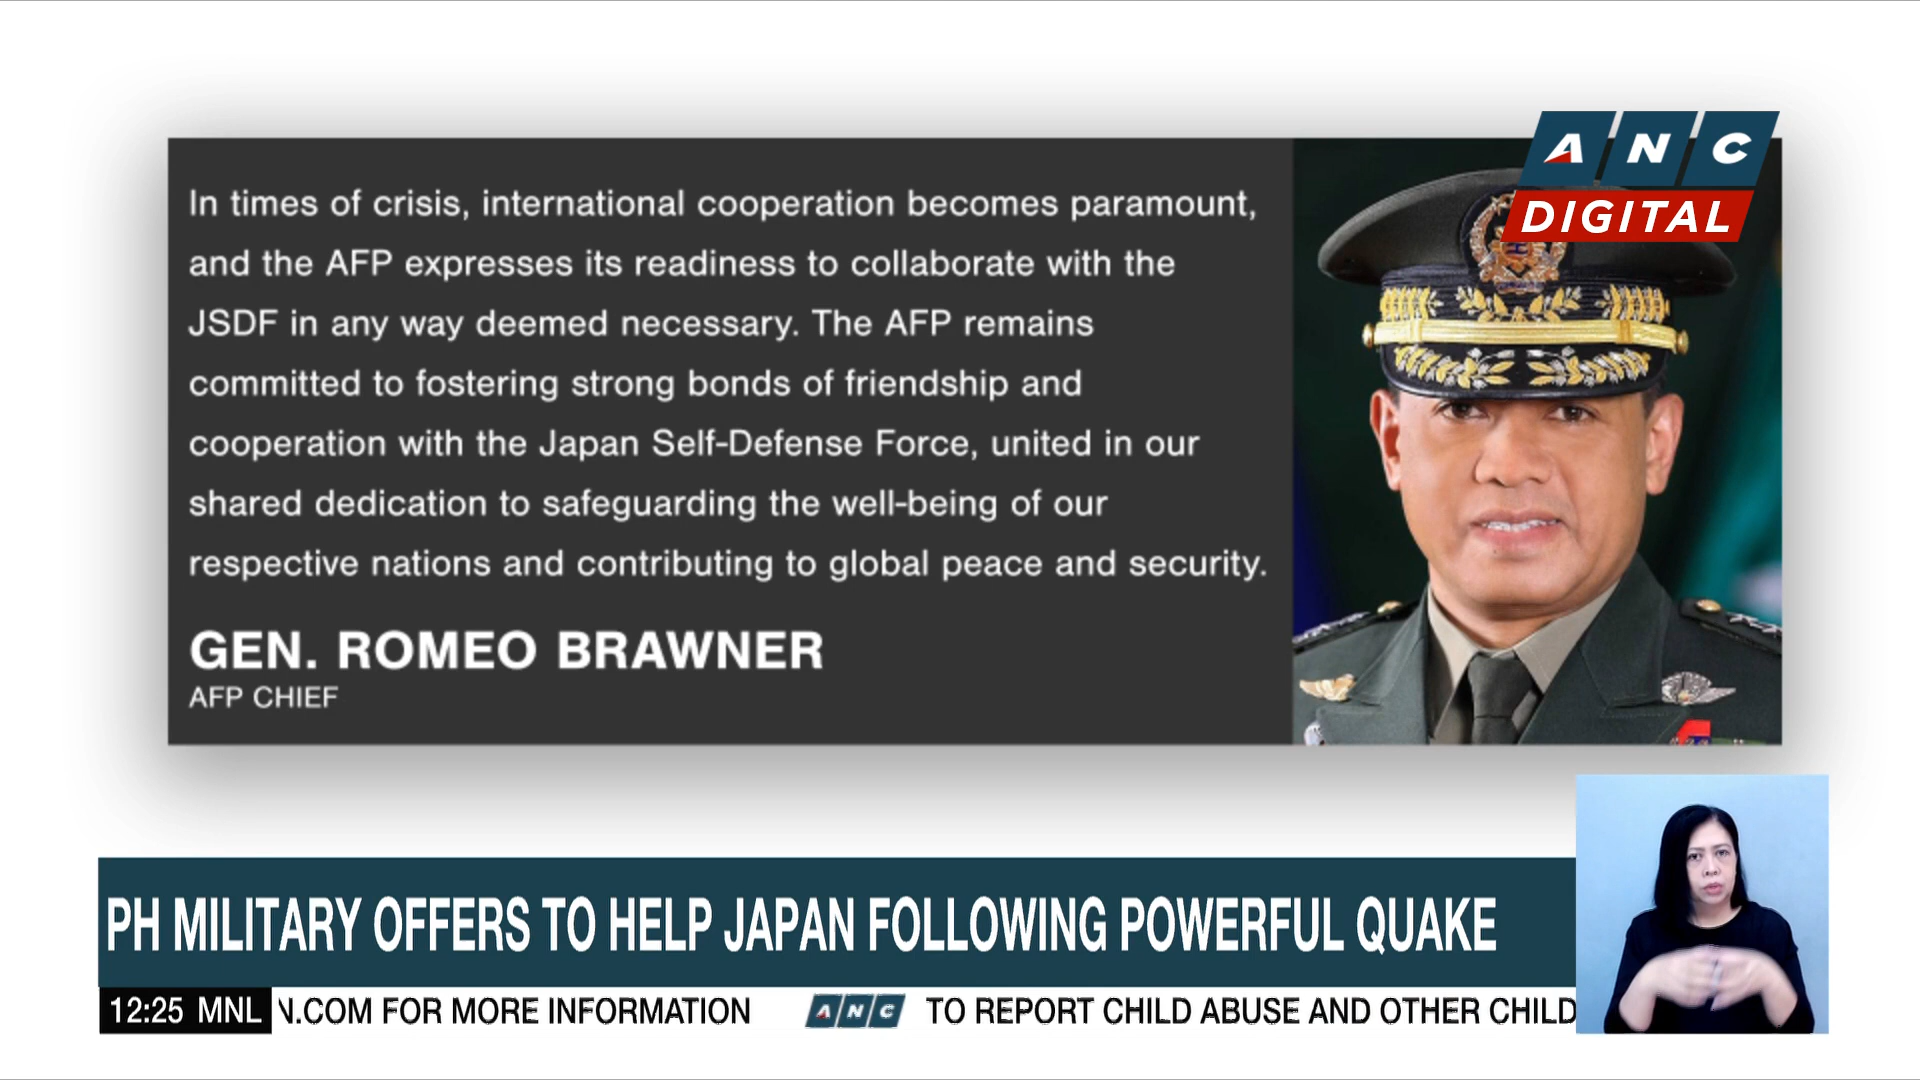 ANC
DIGITAL
In times of crisis, international cooperation becomes paramount,
and the AFP expresses its readiness to collaborate with the
JSDF in any way deemed necessary. The AFP remains
committed to fostering strong bonds of friendship and
cooperation with the Japan Self-Defense Force, united in our
shared dedication to safeguarding the well-being of our
respective nations and contributing to global peace and security.
GEN. ROMEO BRAWNER
AFP CHIEF
PH MILITARY OFFERS TO HELP JAPAN FOLLOWING POWERFUL QUAKE
12:25 MNL N.COM FOR MORE INFORMATION ANC TO REPORT CHILD ABUSE AND OTHER CHILD